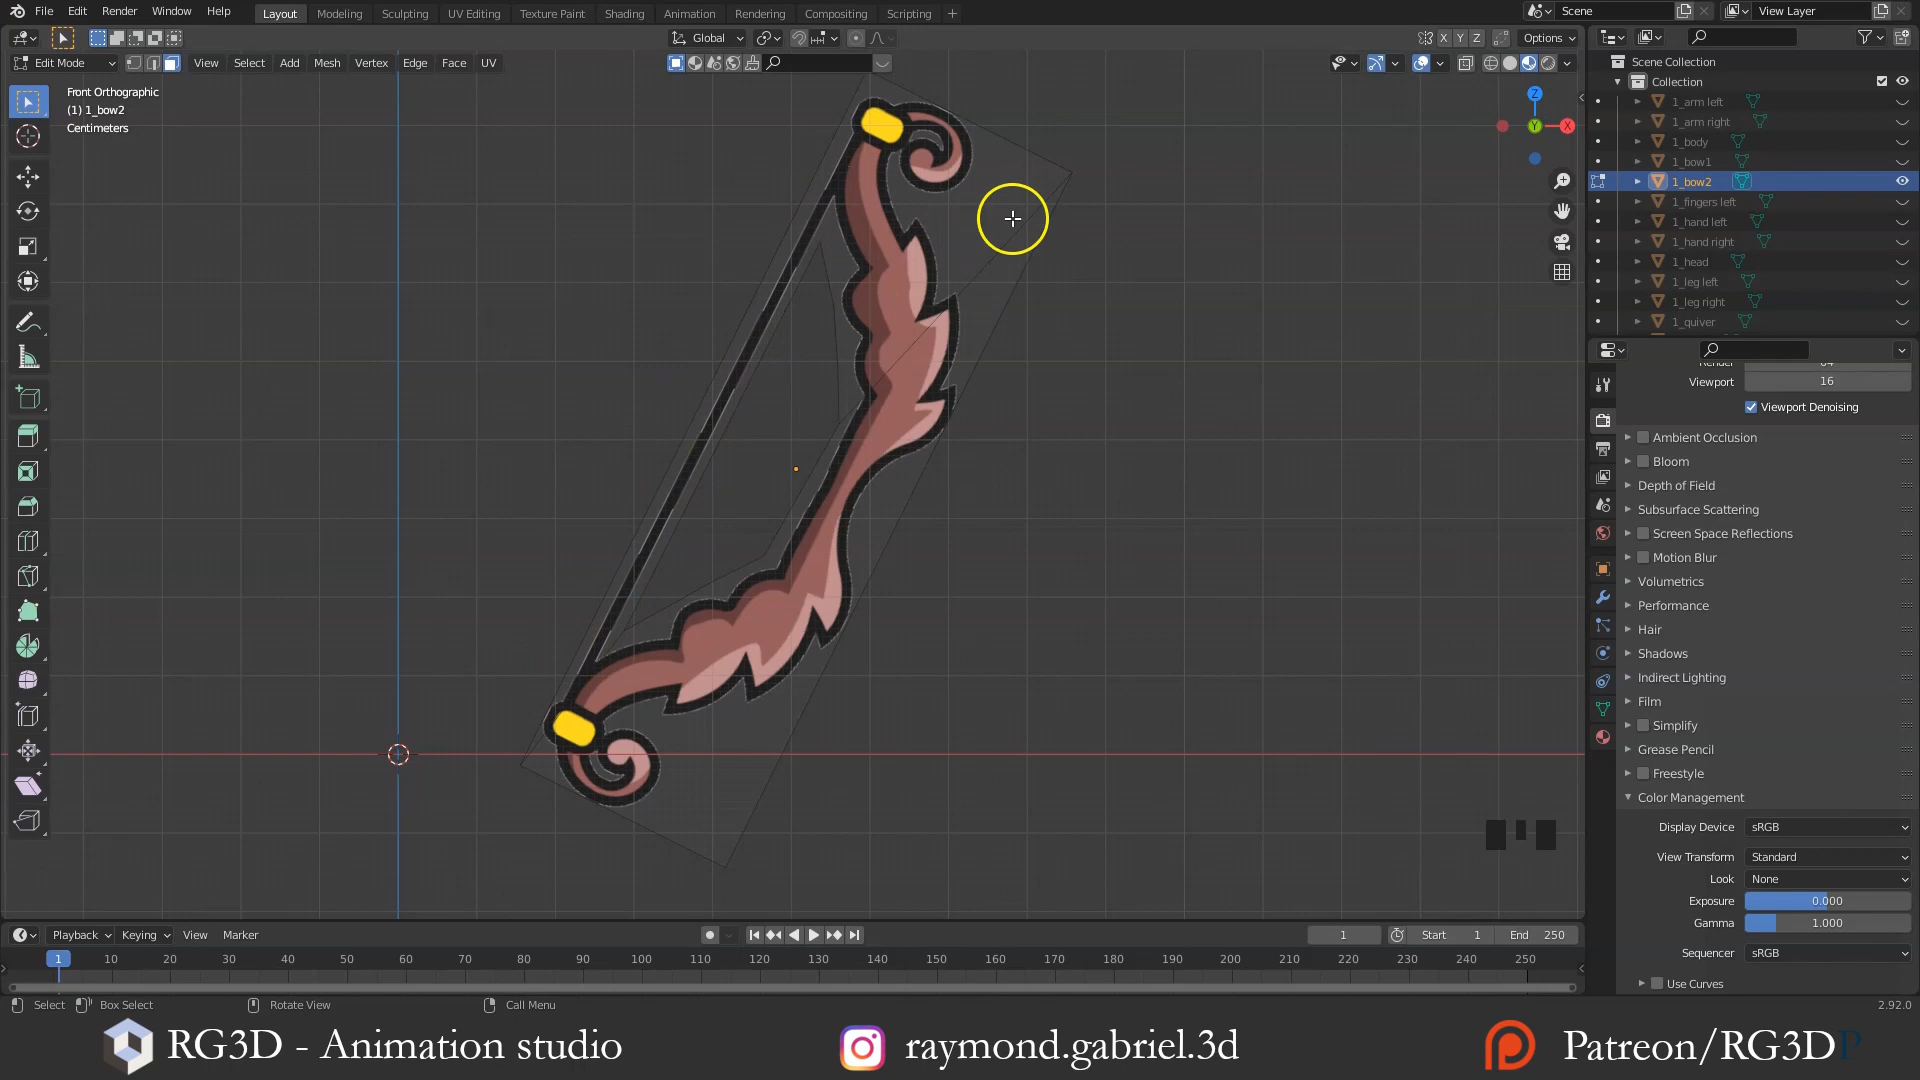 File Edit Render Window Help Layout Modeling Sculpting UV Editing Texture Paint Shading Animation Rendering Compositing Scripting + Scene View Layer
Global X Y Z Options
Edit Mode View Select Add Mesh Vertex Edge Face UV
Front Orthographic
(1) 1_bow2
Centimeters
Z
Y
X
Scene Collection
Collection
1_arm left
1_arm right
1_body
1_bow1
1_bow2
1_fingers left
1_hand left
1_hand right
1_head
1_leg left
1_leg right
1_quiver
Viewport 16
Viewport Denoising
Ambient Occlusion
Bloom
Depth of Field
Subsurface Scattering
Screen Space Reflections
Motion Blur
Volumetrics
Performance
Hair
Shadows
Indirect Lighting
Film
Simplify
Grease Pencil
Freestyle
Color Management
Display Device sRGB
View Transform Standard
Look None
Exposure 0.000
Gamma 1.000
Sequencer sRGB
Use Curves
Playback Keying View Marker 1 Start 1 End 250
1 10 20 30 40 50 60 70 80 90 100 110 120 130 140 150 160 170 180 190 200 210 220 230 240 250
Select Box Select Rotate View Call Menu 2.92.0
RG3D - Animation studio raymond.gabriel.3d Patreon/RG3DP